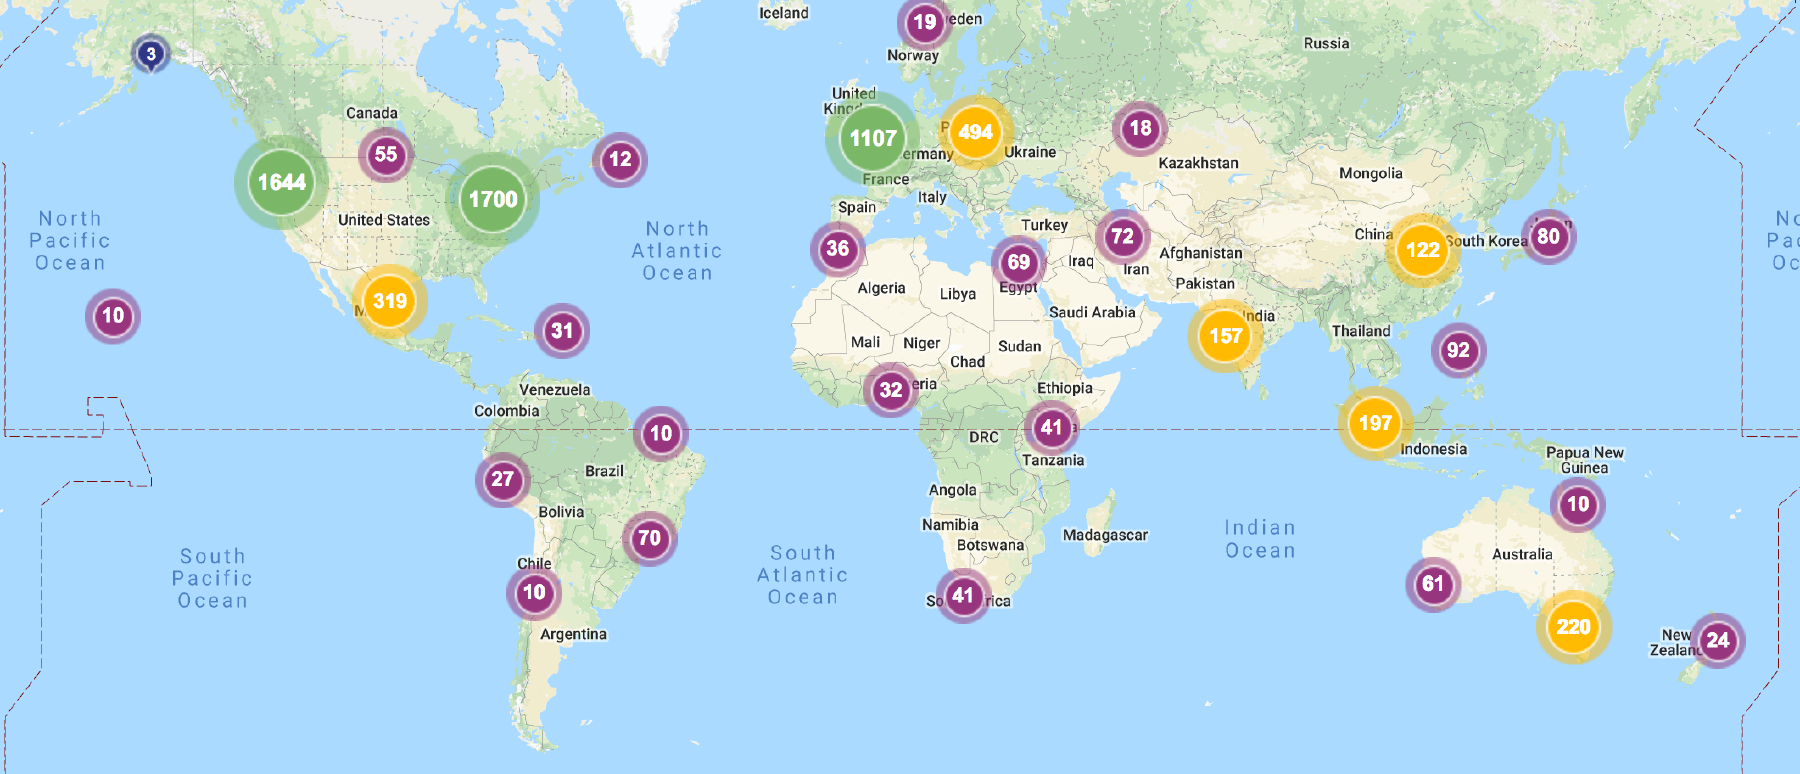 Iceland
19
eden
Norway
Russia
3
United
Kingd
Canada
1107
494
18
ermany
Ukraine
55
12
1644
1700
France
Kazakhstan
Mongolia
United States
Spain
Italy
Turkey
North
Pacific
Ocean
North
Atlantic
Ocean
36
69
72
Iraq
Iran
Afghanistan
Pakistan
China
122
South Korea
80
Algeria
Libya
Egypt
Saudi Arabia
319
10
31
157
ndia
Thailand
92
Mali
Niger
Sudan
Chad
32
eria
Ethiopia
Venezuela
Colombia
10
DRC
41
Tanzania
197
Indonesia
Papua New
Guinea
27
Brazil
Angola
10
Bolivia
70
Namibia
Botswana
Madagascar
Indian
Ocean
Australia
South
Pacific
Ocean
Chile
10
South
Atlantic
Ocean
41
So
rica
61
220
New
Zealand
24
Argentina